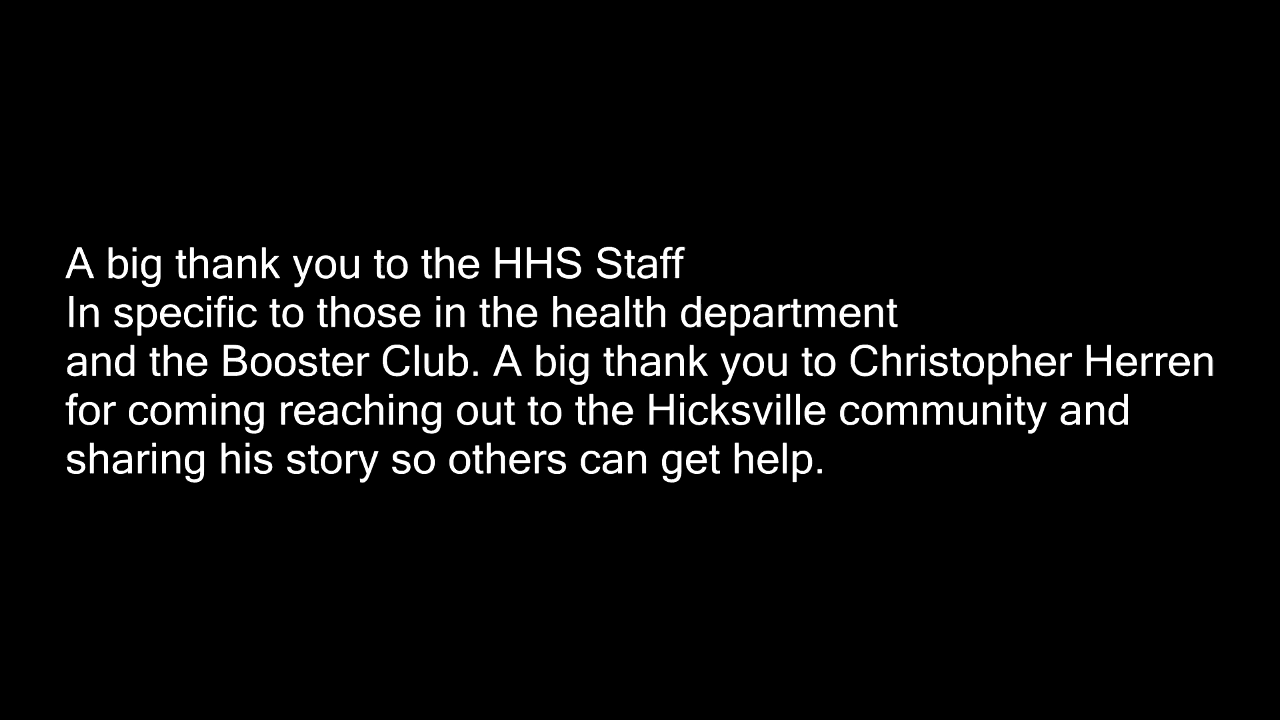 A big thank you to the HHS Staff
In specific to those in the health department
and the Booster Club. A big thank you to Christopher Herren
for coming reaching out to the Hicksville community and
sharing his story so others can get help.